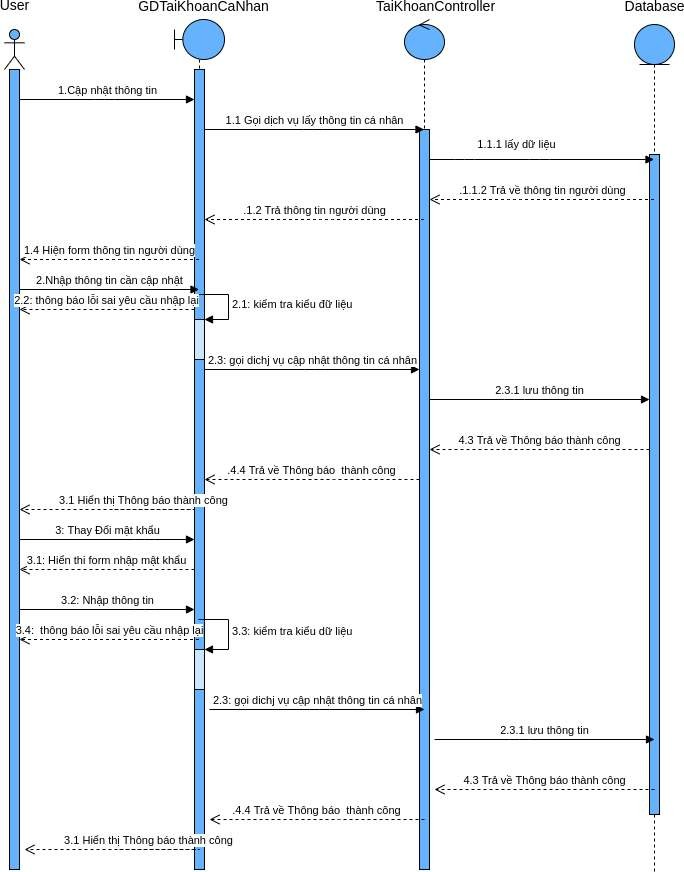 User
GDTaiKhoanCaNhan
TaiKhoanController
Database
1.Cập nhật thông tin
1.1 Gọi dịch vụ lấy thông tin cá nhân
1.1.1 lấy dữ liệu
.1.1.2 Trả về thông tin người dùng
.1.2 Trả thông tin người dùng
1.4 Hiện form thông tin người dùng
2.Nhập thông tin cần cập nhật
2.2: thông báo lỗi sai yêu cầu nhập lại
2.1: kiểm tra kiểu đữ liệu
2.3: gọi dichj vụ cập nhật thông tin cá nhân
2.3.1 lưu thông tin
4.3 Trả về Thông báo thành công
.4.4 Trả về Thông báo  thành công
3.1 Hiển thị Thông báo thành công
3: Thay Đổi mật khẩu
3.1: Hiển thi form nhập mật khẩu
3.2: Nhập thông tin
3.4:  thông báo lỗi sai yêu cầu nhập lại
3.3: kiểm tra kiểu dữ liệu
2.3: gọi dichj vụ cập nhật thông tin cá nhân
2.3.1 lưu thông tin
4.3 Trả về Thông báo thành công
.4.4 Trả về Thông báo  thành công
3.1 Hiển thị Thông báo thành công